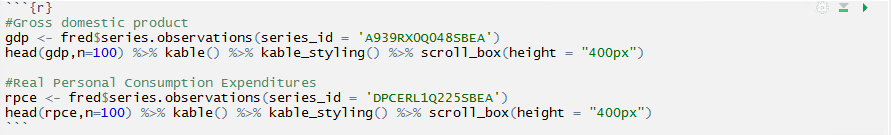 ```{r}
#Gross domestic product
gdp <- fred$series.observations(series_id = 'A939RX0Q048SBEA')
head(gdp,n=100) %>% kable() %>% kable_styling() %>% scroll_box(height = "400px")
#Real Personal Consumption Expenditures
rpce <- fred$series.observations(series_id = 'DPCERL1Q225SBEA')
head(rpce,n=100) %>% kable() %>% kable_styling() %>% scroll_box(height = "400px")
```